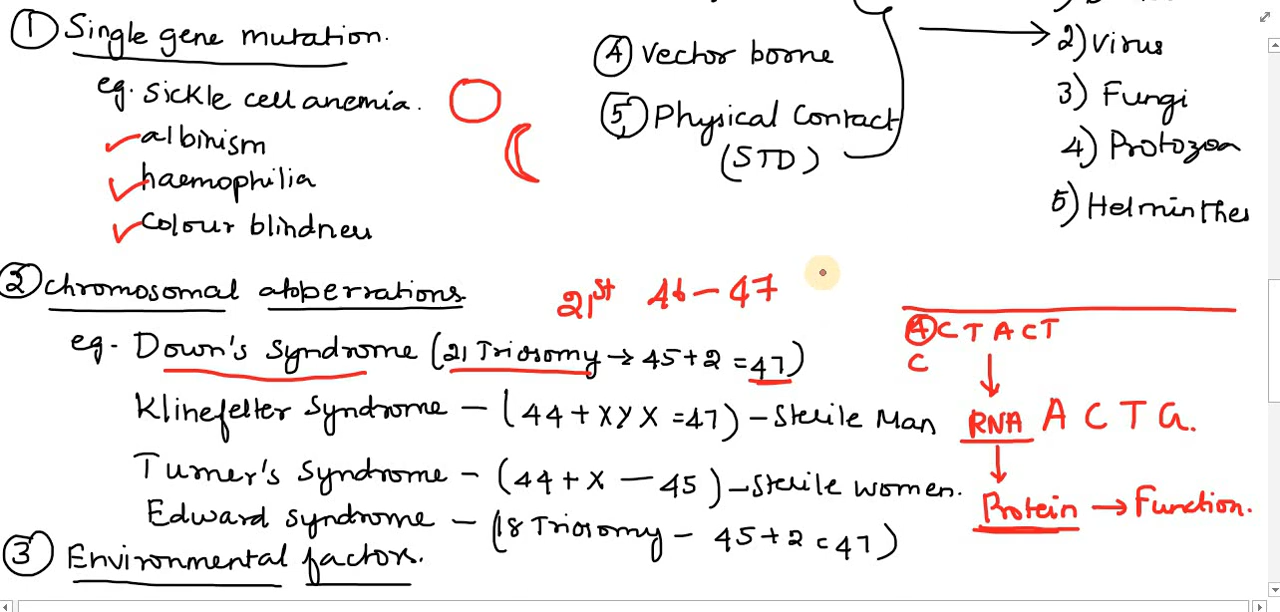 ① Single gene mutation.
eg. Sickle cell anemia.
albinism
haemophilia
Colour blindness
④ Vector borne
⑤ Physical Contact
(STD)
2) Virus
3) Fungi
4) Protozoa
5) Helminthes
② chromosomal abberrations
21st 46 - 47
eg. Down's Syndrome (21 Triosomy → 45+2 = 47)
Klinefelter Syndrome - (44 + XYX = 47) - Sterile Man
Turner's Syndrome - (44 + X - 45) - Sterile women.
Edward Syndrome - (18 Triosomy - 45+2 = 47)
③ Environmental factors.
CTACT
C
RNA ACTG.
Protein → Function.